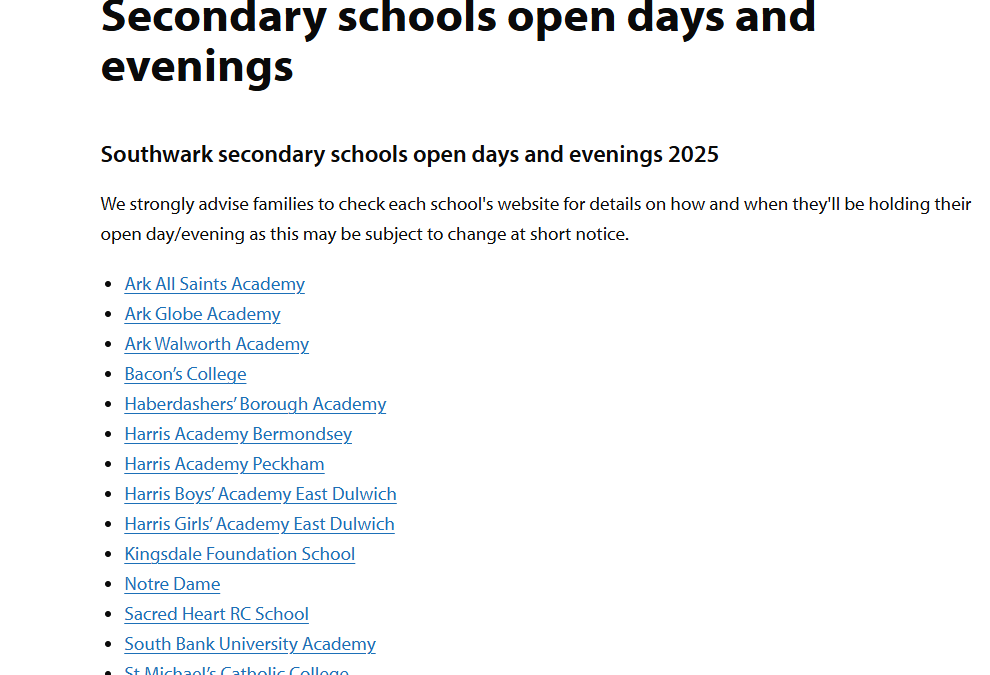 Secondary schools open days and
evenings
Southwark secondary schools open days and evenings 2025
We strongly advise families to check each school's website for details on how and when they'll be holding their
open day/evening as this may be subject to change at short notice.
• Ark All Saints Academy
• Ark Globe Academy
• Ark Walworth Academy
• Bacon’s College
• Haberdashers’ Borough Academy
• Harris Academy Bermondsey
• Harris Academy Peckham
• Harris Boys’ Academy East Dulwich
• Harris Girls’ Academy East Dulwich
• Kingsdale Foundation School
• Notre Dame
• Sacred Heart RC School
• South Bank University Academy
• St Michael’s Catholic College